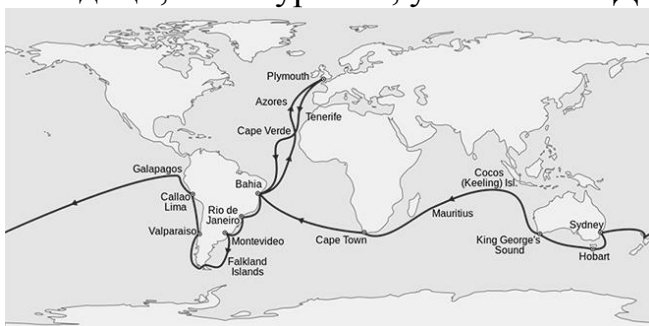 Plymouth
Azores
Tenerife
Cape Verde
Galapagos
Bahia
Callao
Lima
Rio de
Janeiro
Valparaiso
Montevideo
Falkland
Islands
Cape Town
Mauritius
Cocos
(Keeling) Isl.
King George's
Sound
Sydney
Hobart